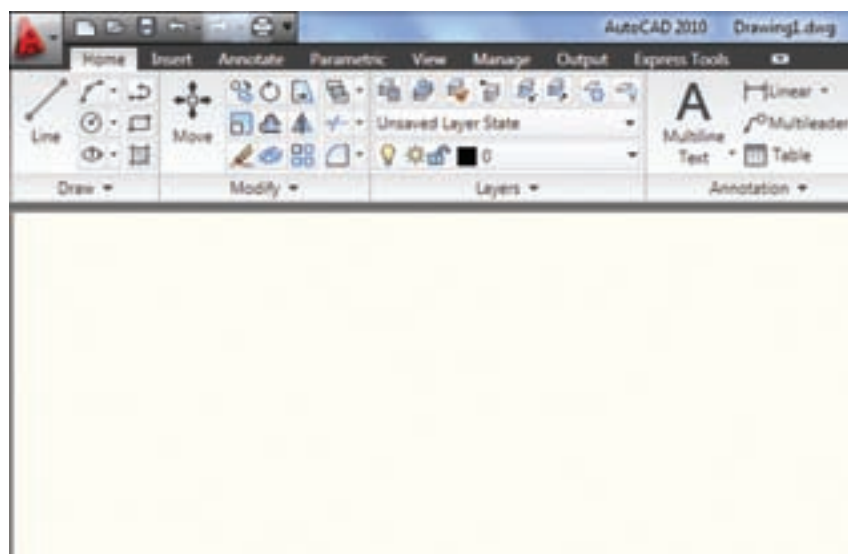 AutoCAD 2010 Drawing1.dwg
Home Insert Annotate Parametric View Manage Output Express Tools
Line Move Unsaved Layer State 0 A Multiline Text Linear Multileader Table
Draw Modify Layers Annotation